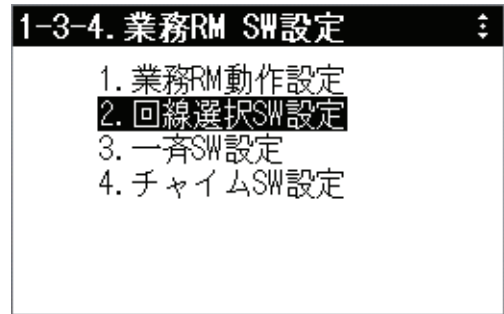 1-3-4.業務RM SW設定
1.業務RM動作設定
2.回線選択SW設定
3.一斉SW設定
4.チャイムSW設定